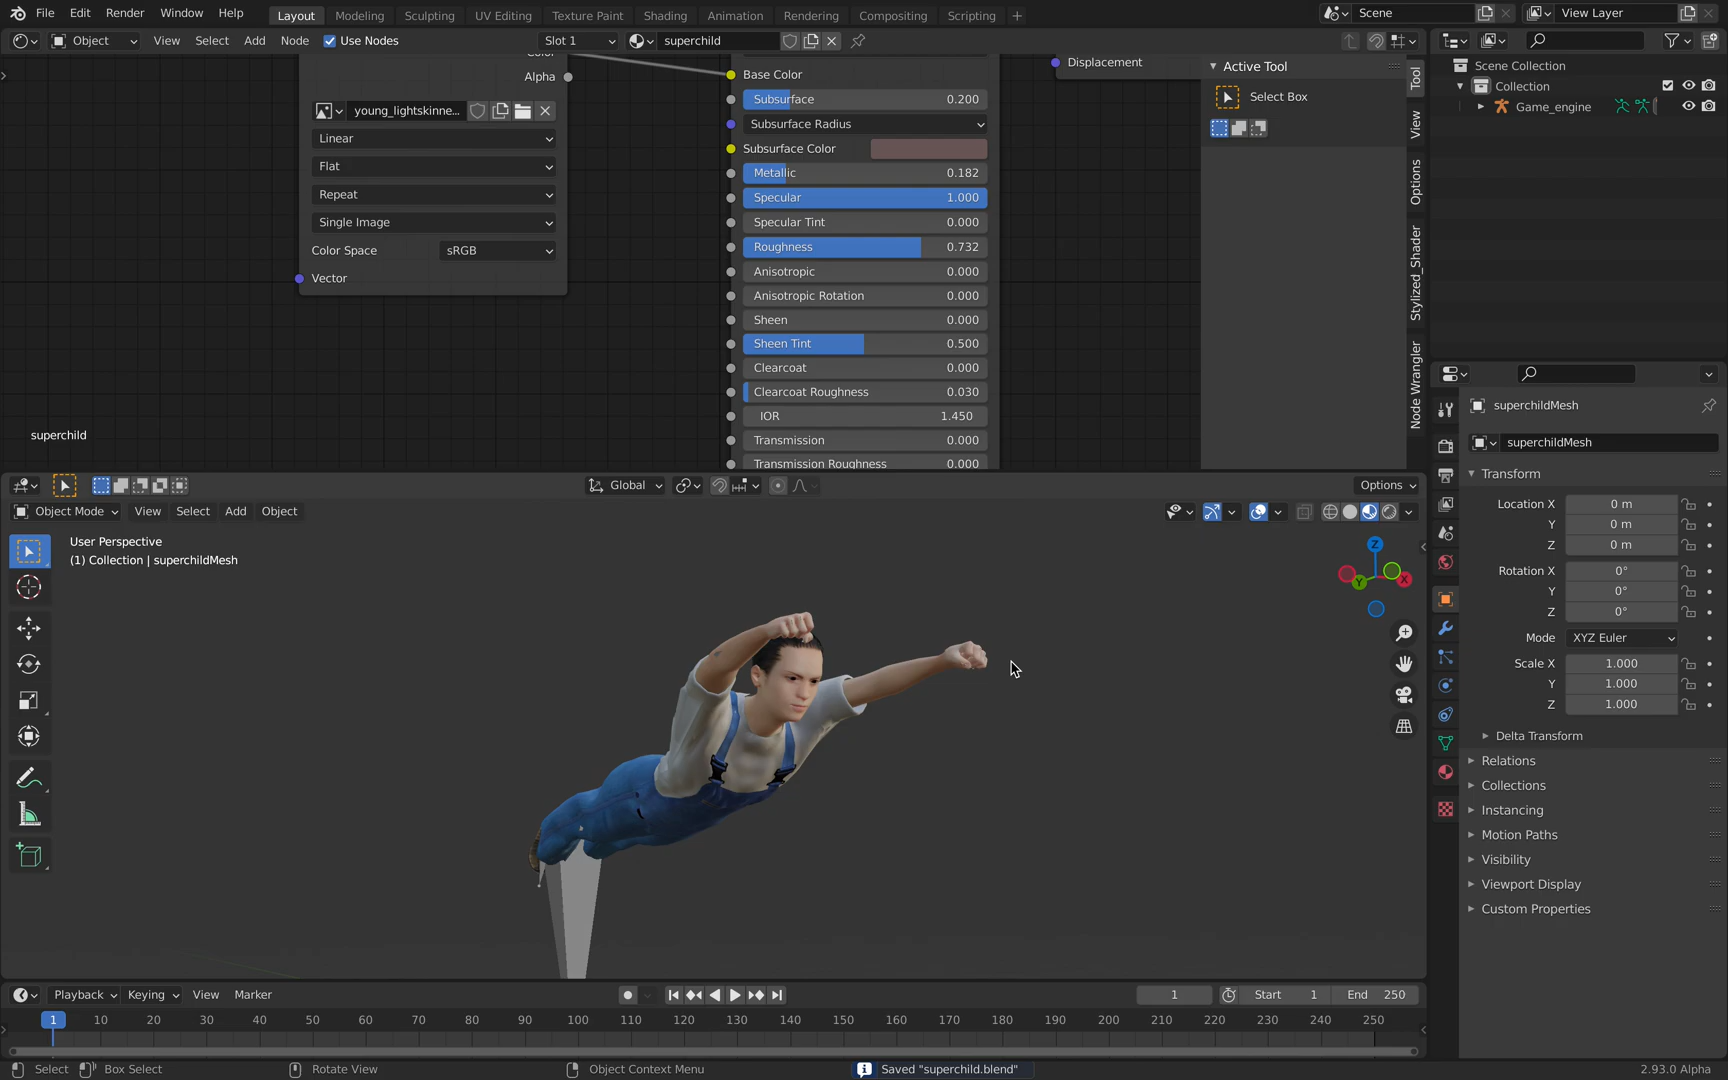 File Edit Render Window Help Layout Modeling Sculpting UV Editing Texture Paint Shading Animation Rendering Compositing Scripting + Scene View Layer
Object View Select Add Node Use Nodes Slot 1 superchild
Alpha
young_lightskinne...
Linear
Flat
Repeat
Single Image
Color Space sRGB
Vector
superchild
Base Color
Subsurface 0.200
Subsurface Radius
Subsurface Color
Metallic 0.182
Specular 1.000
Specular Tint 0.000
Roughness 0.732
Anisotropic 0.000
Anisotropic Rotation 0.000
Sheen 0.000
Sheen Tint 0.500
Clearcoat 0.000
Clearcoat Roughness 0.030
IOR 1.450
Transmission 0.000
Transmission Roughness 0.000
Displacement
Active Tool
Select Box
Tool
View
Options
Stylized_Shader
Node Wrangler
Scene Collection
Collection
Game_engine
superchildMesh
superchildMesh
Transform
Location X 0 m
Y 0 m
Z 0 m
Rotation X 0°
Y 0°
Z 0°
Mode XYZ Euler
Scale X 1.000
Y 1.000
Z 1.000
Delta Transform
Relations
Collections
Instancing
Motion Paths
Visibility
Viewport Display
Custom Properties
Global Options
Object Mode View Select Add Object
User Perspective
(1) Collection | superchildMesh
Z
X
Y
Playback Keying View Marker 1 Start 1 End 250
1 10 20 30 40 50 60 70 80 90 100 110 120 130 140 150 160 170 180 190 200 210 220 230 240 250
Select Box Select Rotate View Object Context Menu Saved "superchild.blend" 2.93.0 Alpha